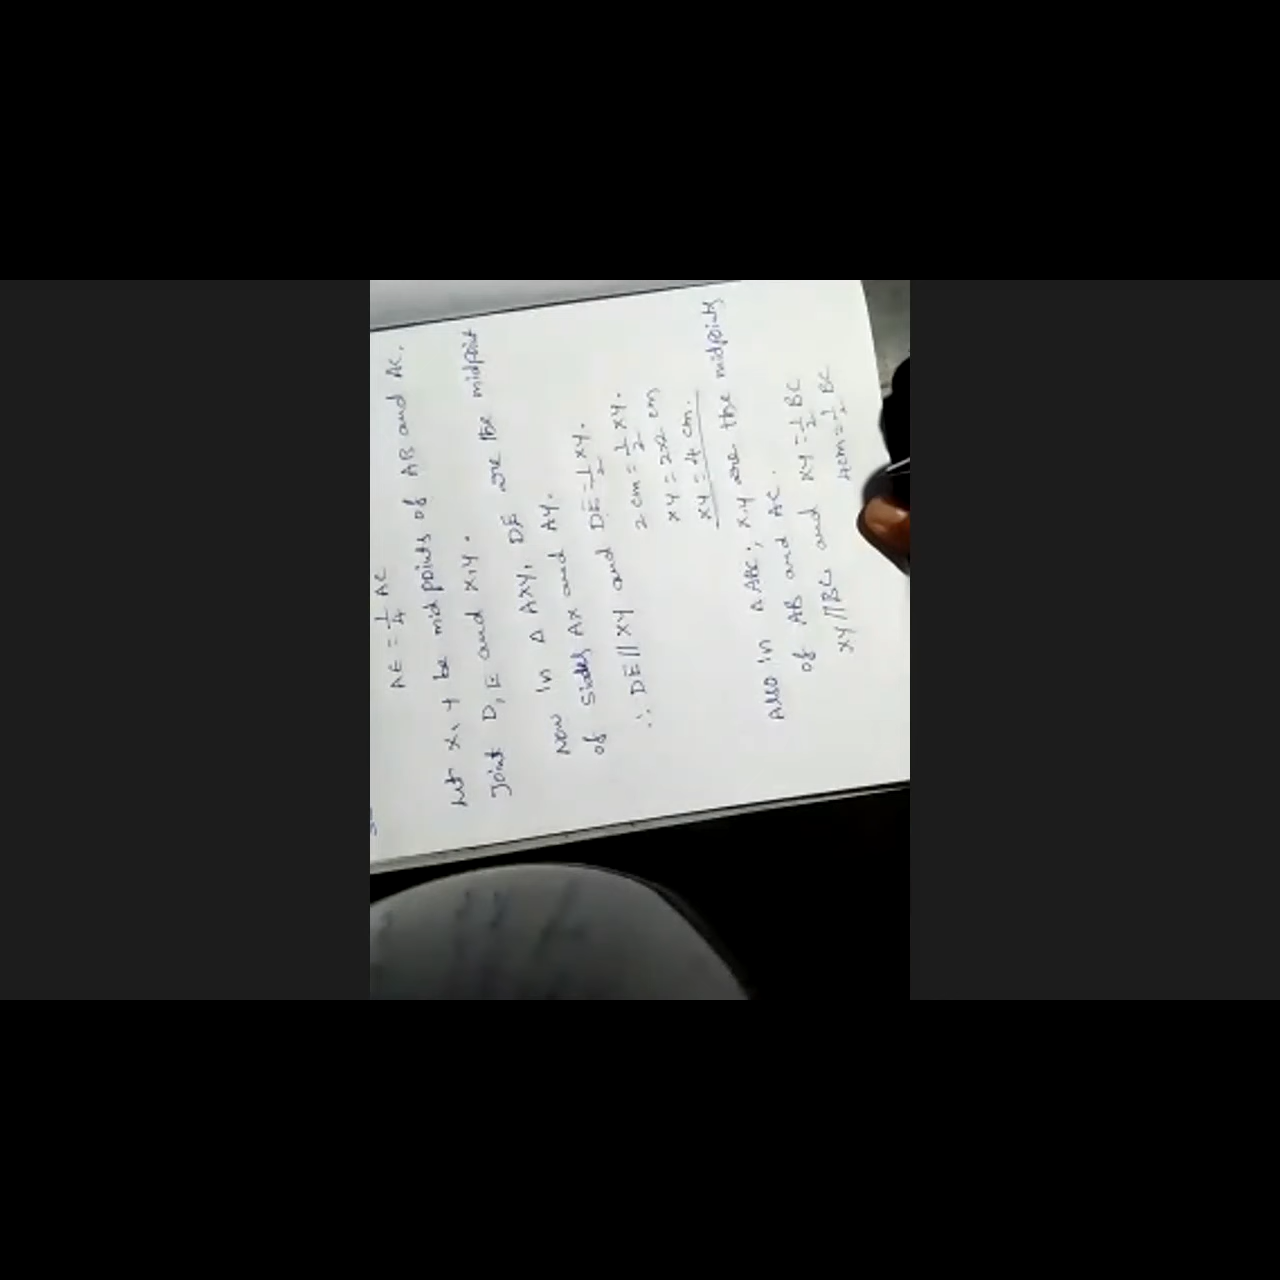 AE = 1/4 AC
Let X, Y be mid points of AB and AC.
Joint D, E and X, Y.
Now in Δ AXY, DE are the midpoint
of sides AX and AY.
∴ DE || XY and DE = 1/2 XY.
2 cm = 1/2 XY.
XY = 2×2 cm
XY = 4 cm.
Also in Δ ABC, X, Y are the midpoints
of AB and AC.
XY || BC and XY = 1/2 BC
4cm = 1/2 BC